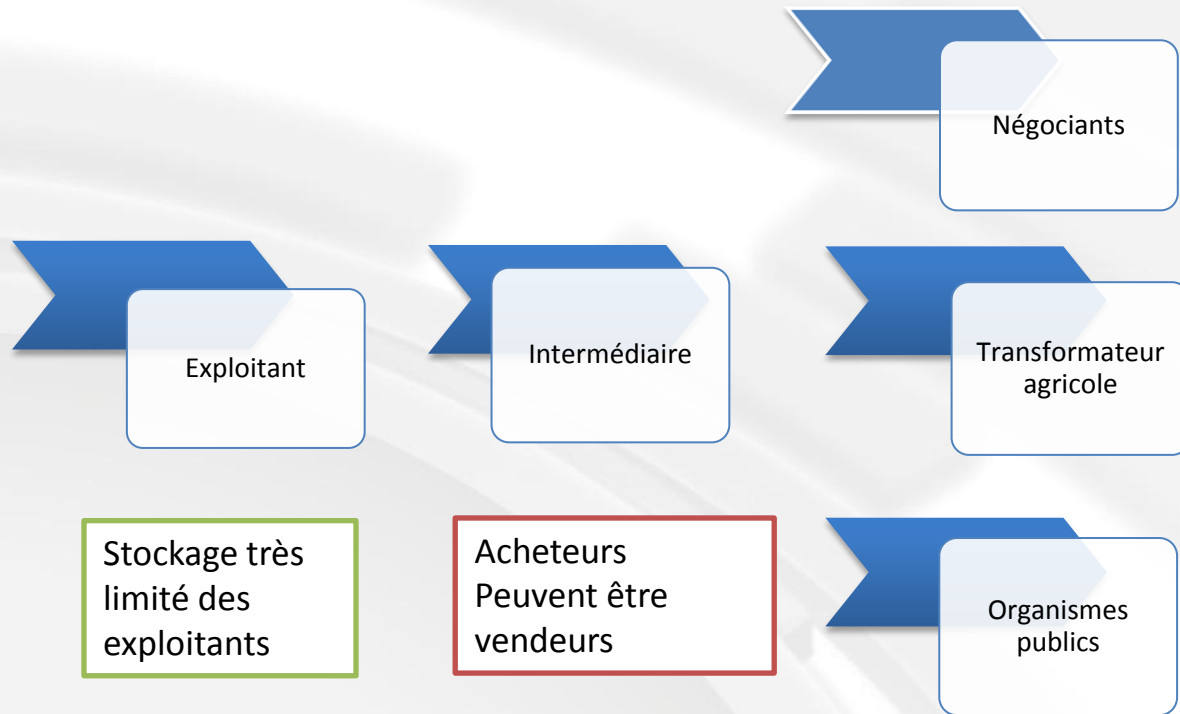 Négociants
Exploitant
Intermédiaire
Transformateur
agricole
Stockage très
limité des
exploitants
Acheteurs
Peuvent être
vendeurs
Organismes
publics